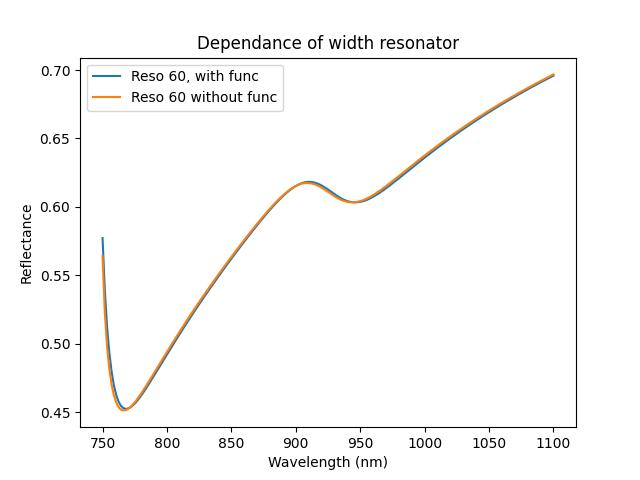 Dependance of width resonator
Reso 60, with func
Reso 60 without func
0.70
0.65
0.60
0.55
0.50
0.45
Reflectance
750 800 850 900 950 1000 1050 1100
Wavelength (nm)